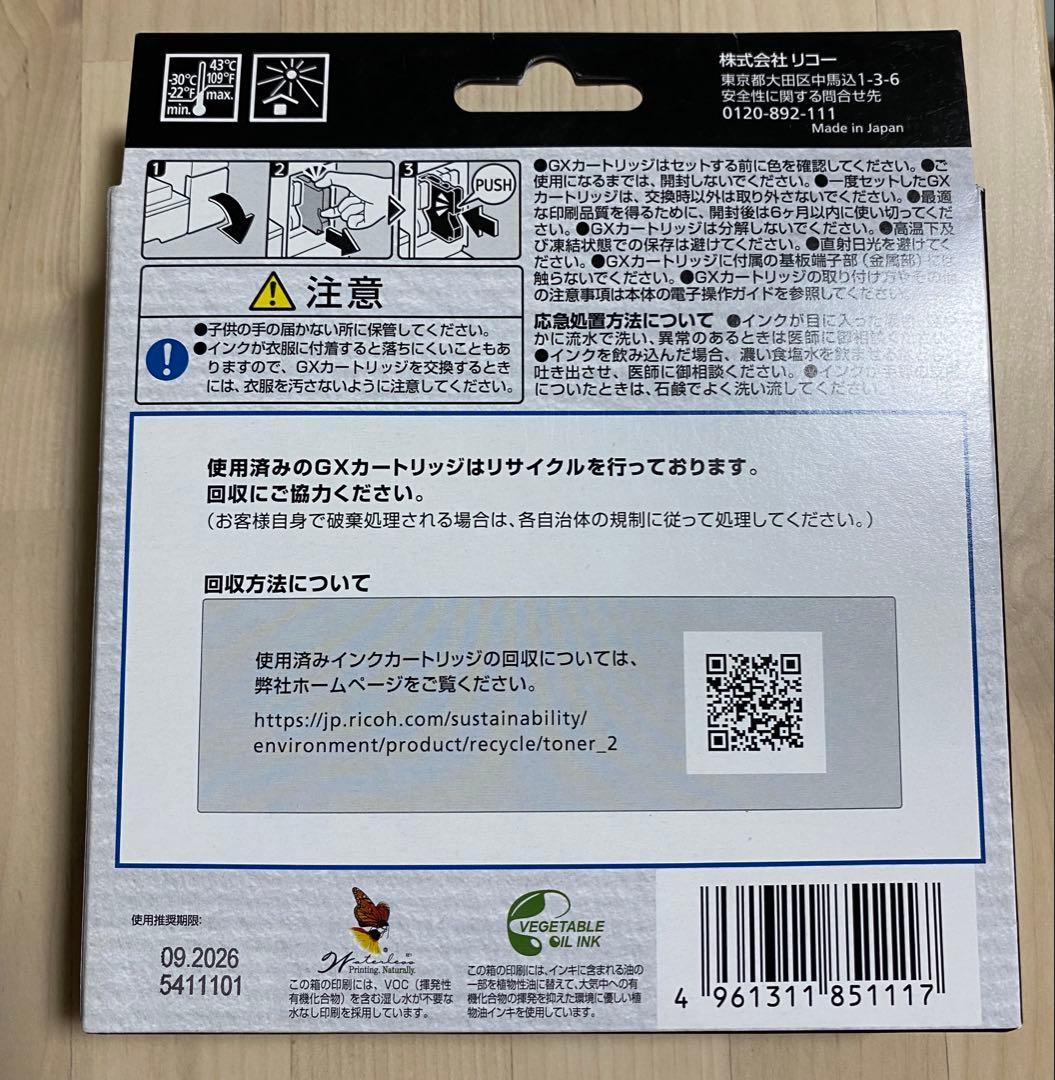 -30℃
-22°F
min.
43℃
109°F
max.
株式会社 リコー
東京都大田区中馬込1-3-6
安全性に関する問合せ先
0120-892-111
Made in Japan
1
2
3
PUSH
●GXカートリッジはセットする前に色を確認してください。●ご
使用になるまでは、開封しないでください。●一度セットしたGX
カートリッジは、交換時以外は取り外さないでください。●最適
な印刷品質を得るために、開封後は6ヶ月以内に使い切ってくだ
さい。●GXカートリッジは分解しないでください。●高温下及
び凍結状態での保存は避けてください。●直射日光を避けてく
ださい。●GXカートリッジに付属の基板端子部(金属部)には
触らないでください。●GXカートリッジの取り付け方やその他
の注意事項は本体の電子操作ガイドを参照してください。
注意
●子供の手の届かない所に保管してください。
●インクが衣服に付着すると落ちにくいこともあ
りますので、GXカートリッジを交換するとき
には、衣服を汚さないように注意してください。
応急処置方法について ●インクが目に入った
かに流水で洗い、異常のあるときは医師に御相談ください。
●インクを飲み込んだ場合、濃い食塩水を飲ませ
吐き出させ、医師に御相談ください。●インクが
についたときは、石鹸でよく洗い流してください。
使用済みのGXカートリッジはリサイクルを行っております。
回収にご協力ください。
(お客様自身で破棄処理される場合は、各自治体の規制に従って処理してください。)
回収方法について
使用済みインクカートリッジの回収については、
弊社ホームページをご覧ください。
https://jp.ricoh.com/sustainability/
environment/product/recycle/toner_2
使用推奨期限:
09.2026
5411101
Waterless
Printing. Naturally.
この箱の印刷には、VOC(揮発性
有機化合物)を含む湿し水が不要な
水なし印刷を採用しています。
VEGETABLE
OIL INK
この箱の印刷には、インキに含まれる油の
一部を植物性油に替えて、大気中への有
機化合物の揮発を抑えた環境に優しい植
物油インキを使用しています。
4 961311 851117